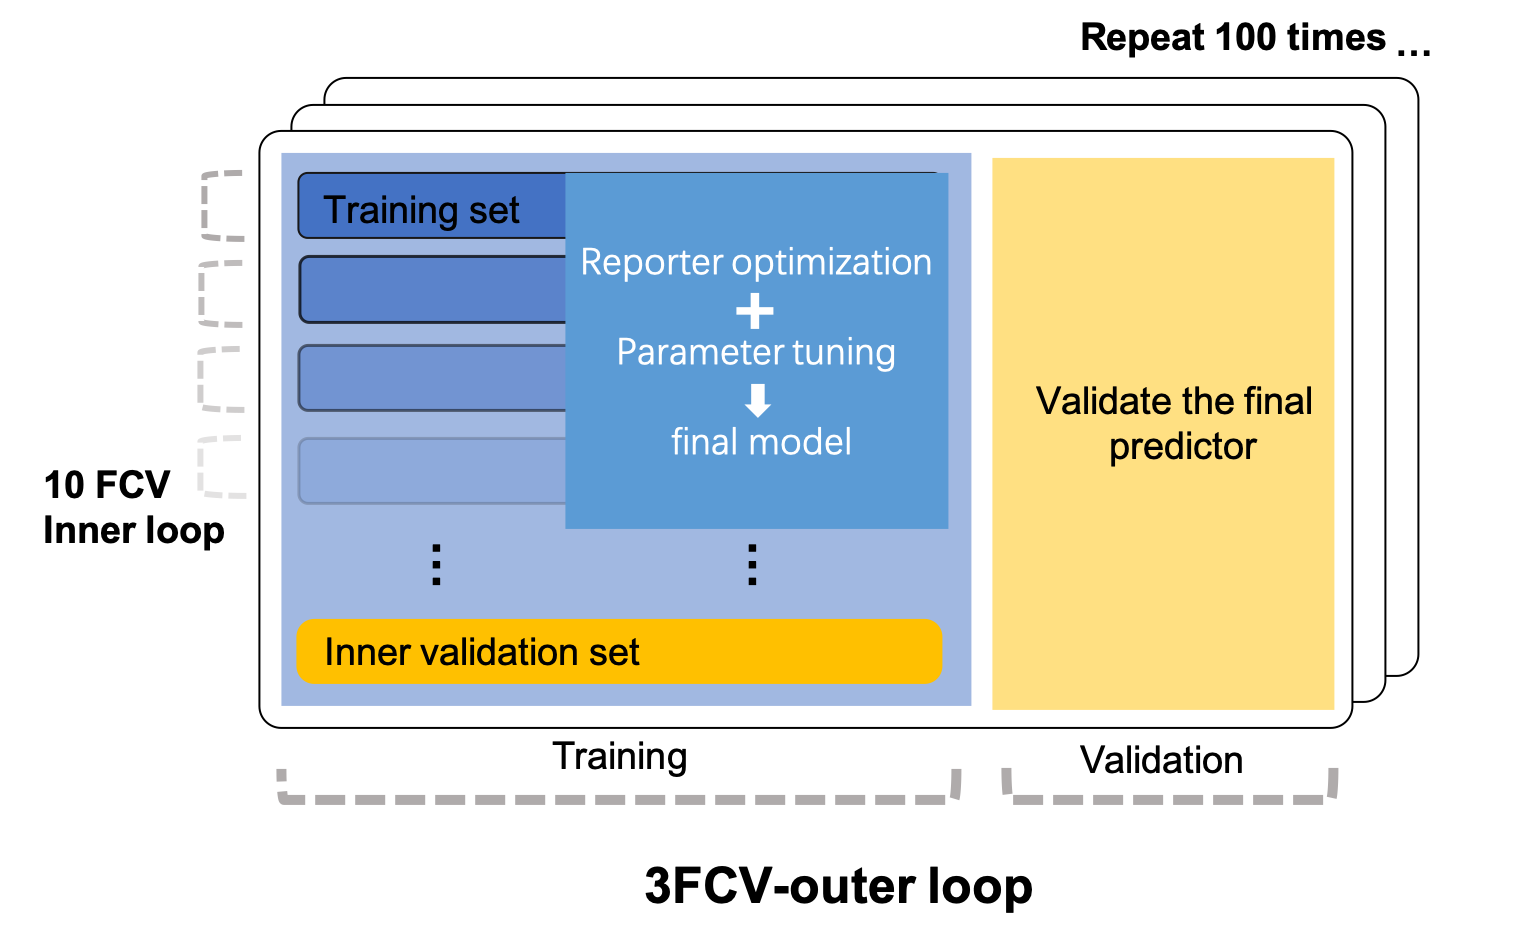 Repeat 100 times ...
Training set
Reporter optimization
+
Parameter tuning
final model
Validate the final
predictor
10 FCV
Inner loop
Inner validation set
Training
Validation
3FCV-outer loop